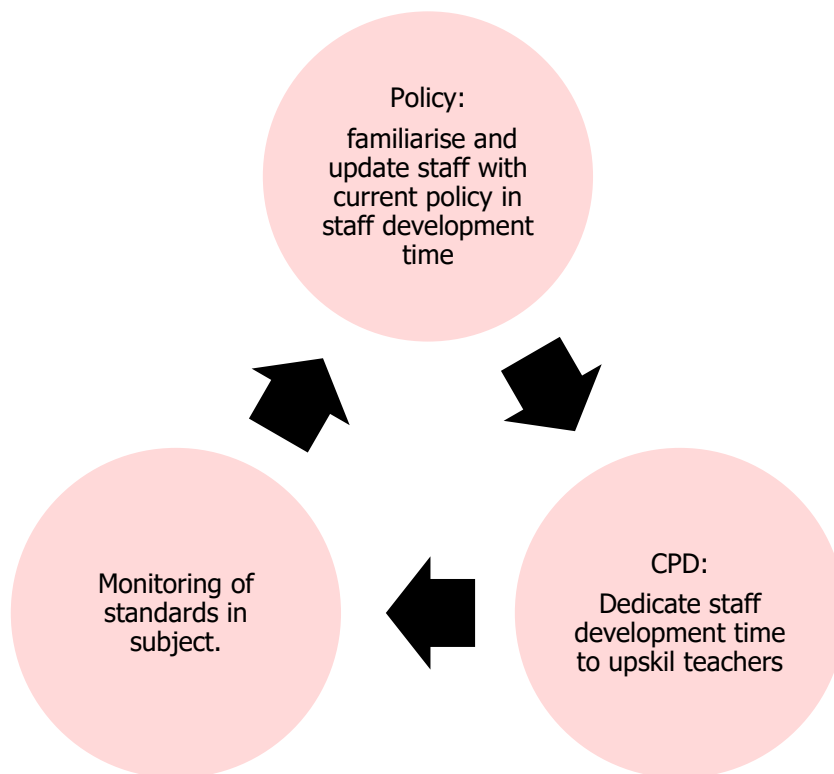 Policy:
familiarise and
update staff with
current policy in
staff development
time
CPD:
Dedicate staff
development time
to upskil teachers
Monitoring of
standards in
subject.